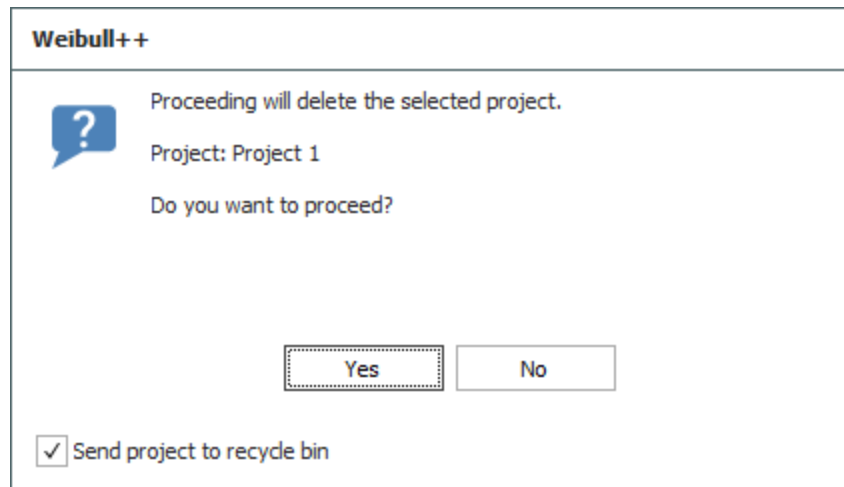 Weibull++
Proceeding will delete the selected project.
Project: Project 1
Do you want to proceed?
Yes
No
Send project to recycle bin